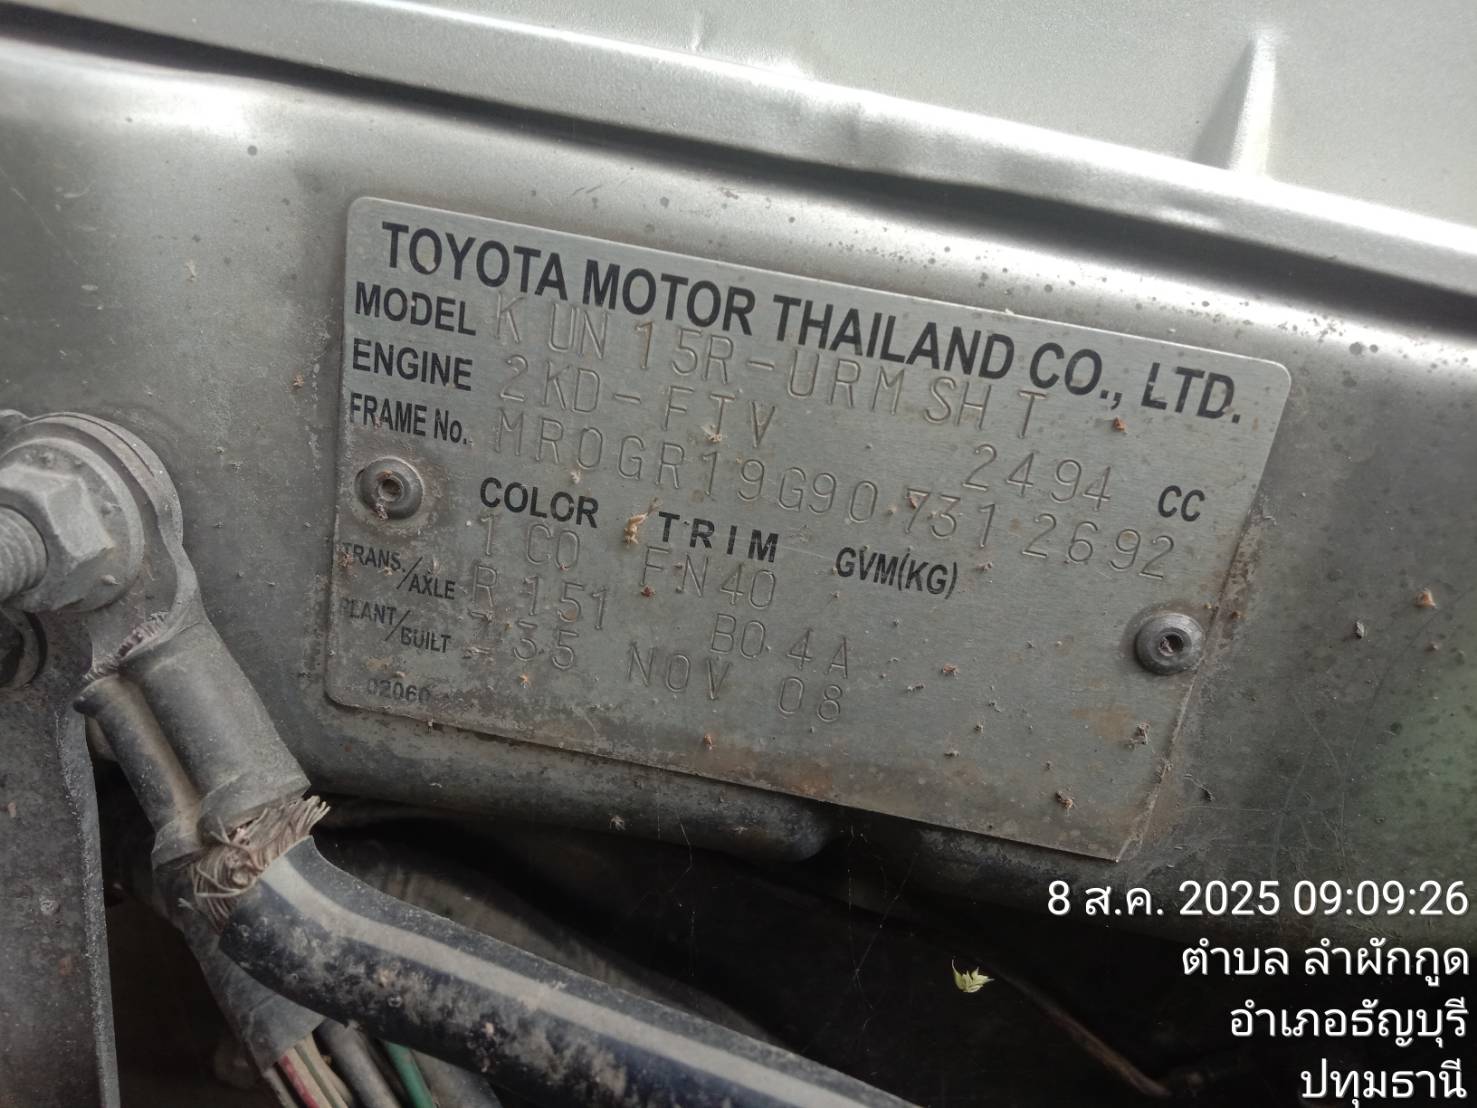 TOYOTA MOTOR THAILAND CO., LTD.
MODEL KUN15R-URMSHT
ENGINE 2KD-FTV 2494 CC
FRAME No. MR0GR19G907312692
COLOR TRIM GVM(KG)
1C0 FN40
TRANS./AXLE R151 B04A
PLANT/BUILT Z35 NOV 08
02060
8 ส.ค. 2025 09:09:26
ตำบล ลำผักกูด
อำเภอธัญบุรี
ปทุมธานี